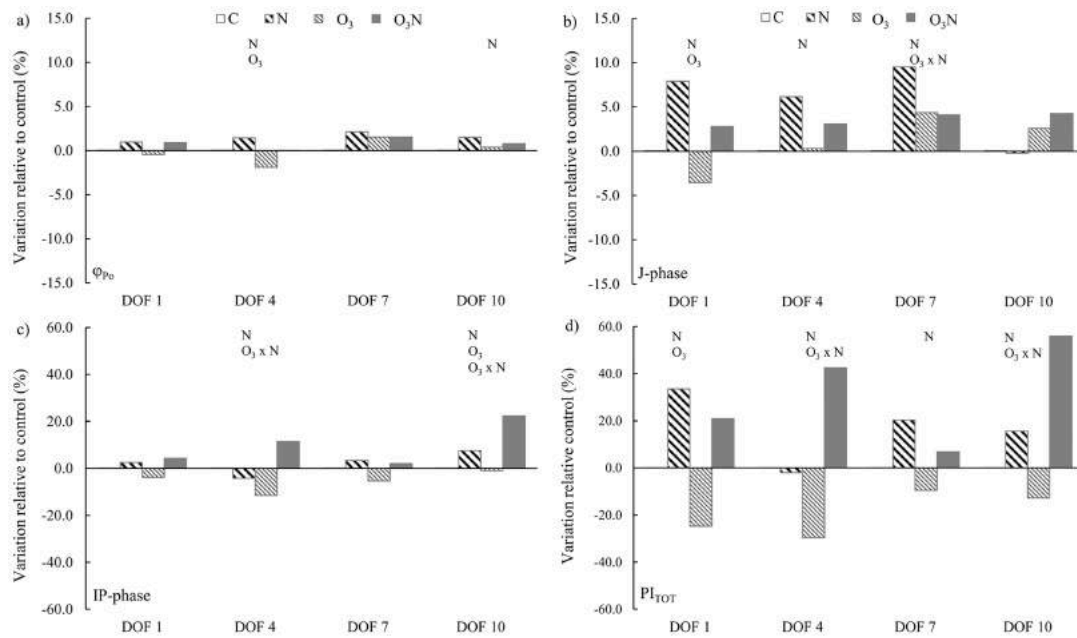 a)
C N O₃ O₃N
Variation relative to control (%)
15.0
10.0
5.0
0.0
-5.0
-10.0
-15.0
N
O₃
N
φPo
DOF 1 DOF 4 DOF 7 DOF 10
b)
C N O₃ O₃N
Variation relative to control (%)
15.0
10.0
5.0
0.0
-5.0
-10.0
-15.0
N
O₃
N
N
O₃ x N
J-phase
DOF 1 DOF 4 DOF 7 DOF 10
c)
Variation relative to control (%)
60.0
40.0
20.0
0.0
-20.0
-40.0
-60.0
N
O₃ x N
N
O₃
O₃ x N
IP-phase
DOF 1 DOF 4 DOF 7 DOF 10
d)
Variation relative control (%)
60.0
40.0
20.0
0.0
-20.0
-40.0
-60.0
N
O₃
N
O₃ x N
N
N
O₃ x N
PITOT
DOF 1 DOF 4 DOF 7 DOF 10